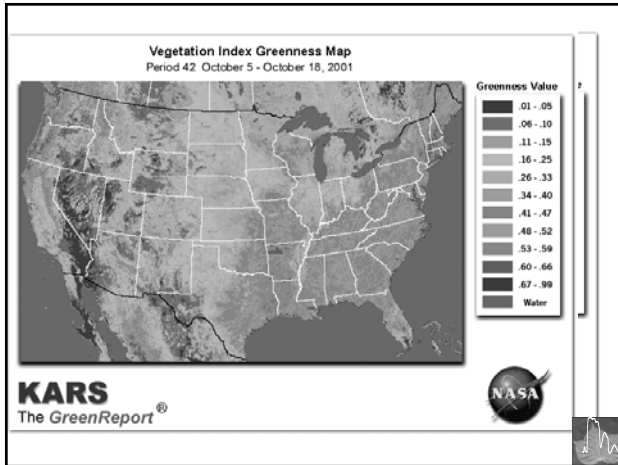 Vegetation Index Greenness Map
Period 42 October 5 - October 18, 2001
Greenness Value
.01 - .05
.06 - .10
.11 - .15
.16 - .25
.26 - .33
.34 - .40
.41 - .47
.48 - .52
.53 - .59
.60 - .66
.67 - .99
Water
KARS
The GreenReport ®
NASA